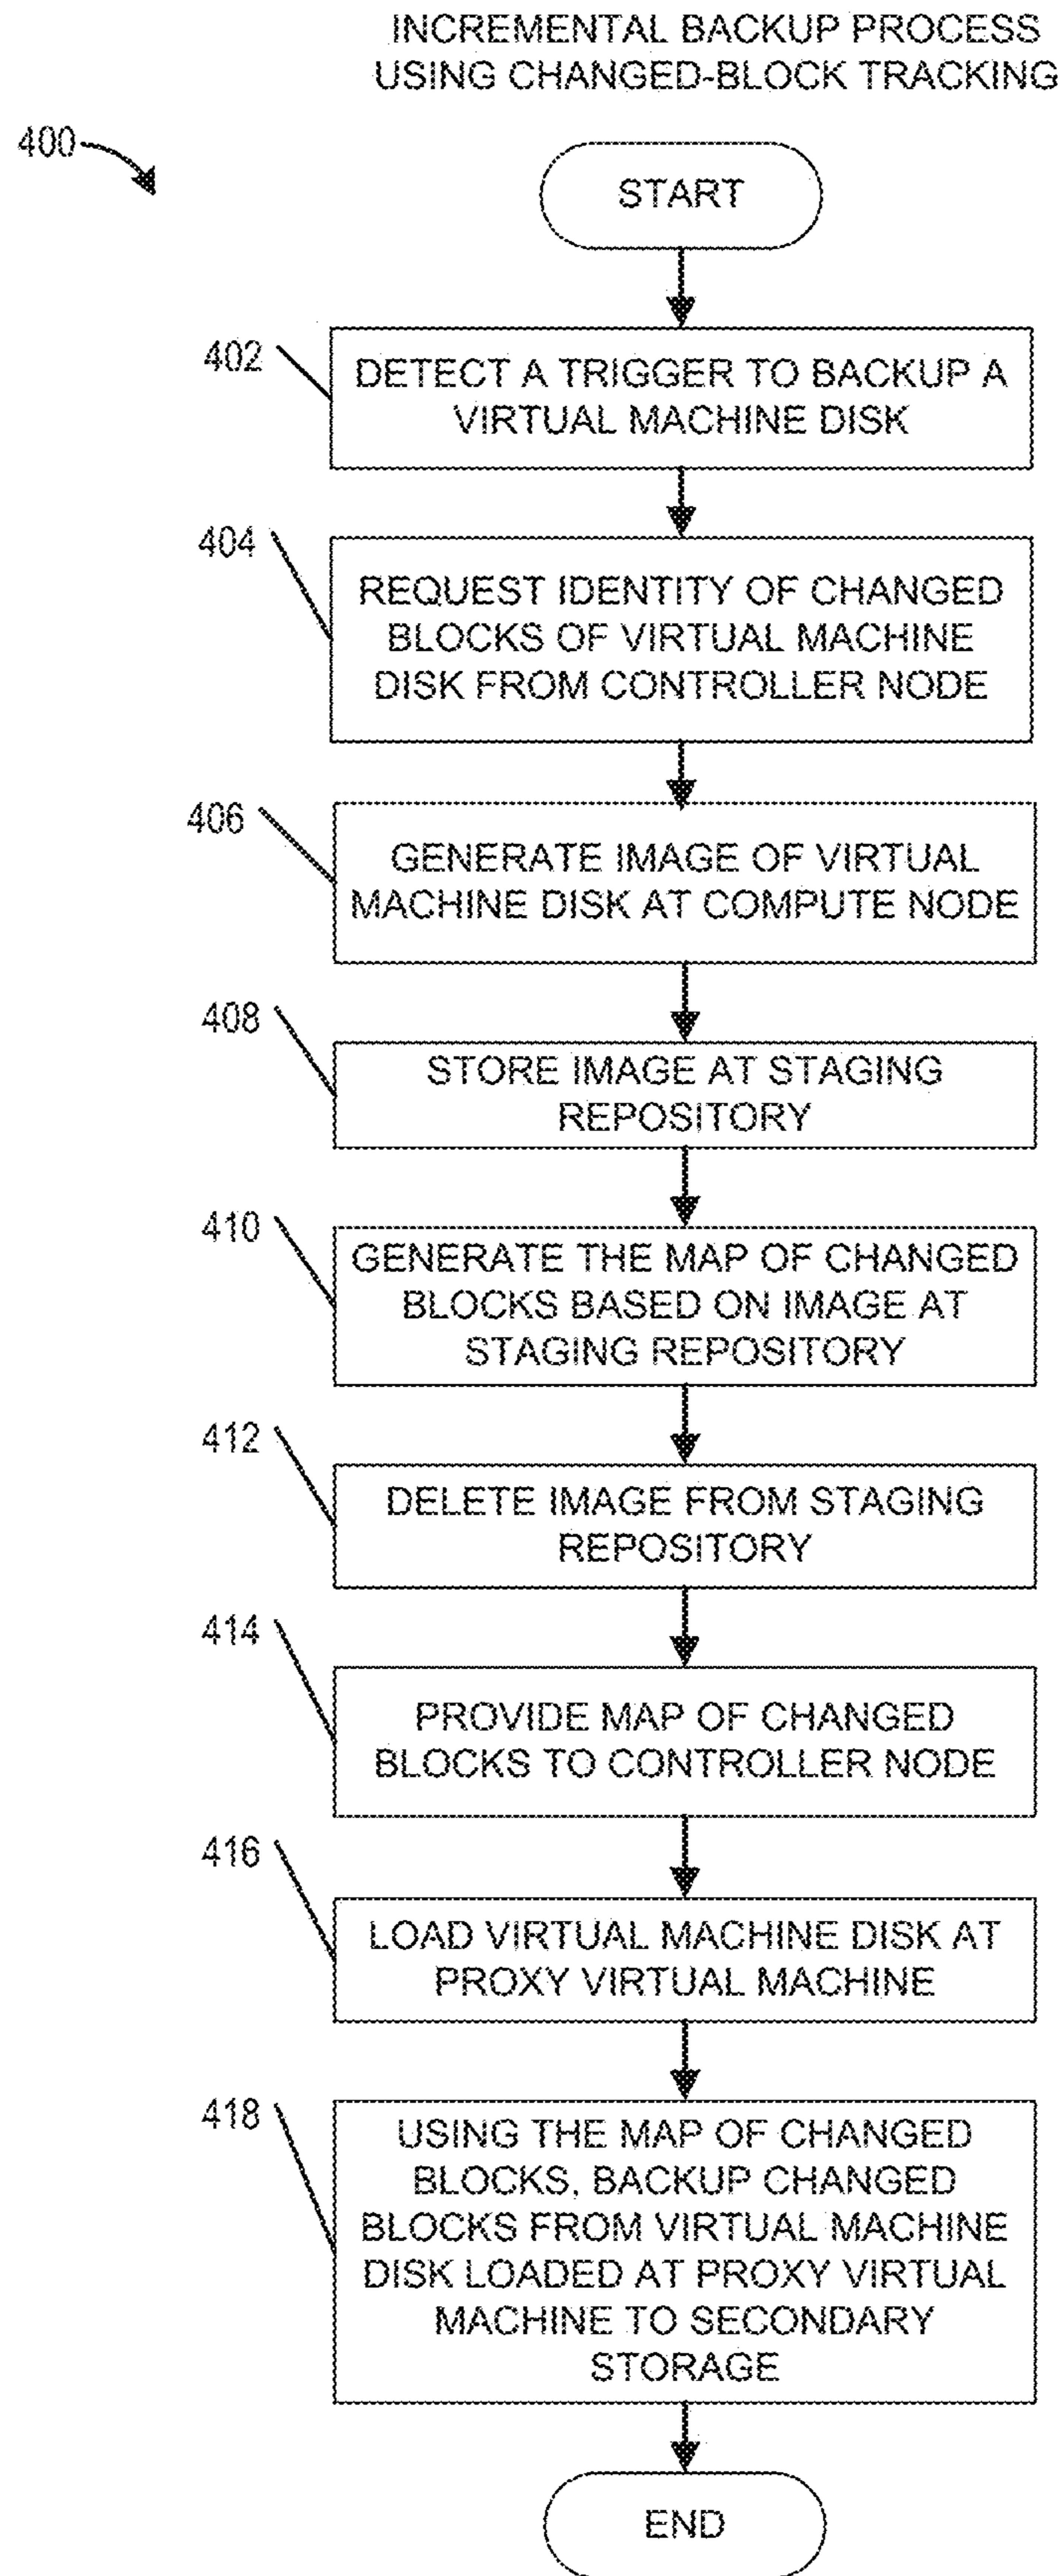 INCREMENTAL BACKUP PROCESS
USING CHANGED-BLOCK TRACKING
400
START
402
DETECT A TRIGGER TO BACKUP A
VIRTUAL MACHINE DISK
404
REQUEST IDENTITY OF CHANGED
BLOCKS OF VIRTUAL MACHINE
DISK FROM CONTROLLER NODE
406
GENERATE IMAGE OF VIRTUAL
MACHINE DISK AT COMPUTE NODE
408
STORE IMAGE AT STAGING
REPOSITORY
410
GENERATE THE MAP OF CHANGED
BLOCKS BASED ON IMAGE AT
STAGING REPOSITORY
412
DELETE IMAGE FROM STAGING
REPOSITORY
414
PROVIDE MAP OF CHANGED
BLOCKS TO CONTROLLER NODE
416
LOAD VIRTUAL MACHINE DISK AT
PROXY VIRTUAL MACHINE
418
USING THE MAP OF CHANGED
BLOCKS, BACKUP CHANGED
BLOCKS FROM VIRTUAL MACHINE
DISK LOADED AT PROXY VIRTUAL
MACHINE TO SECONDARY
STORAGE
END